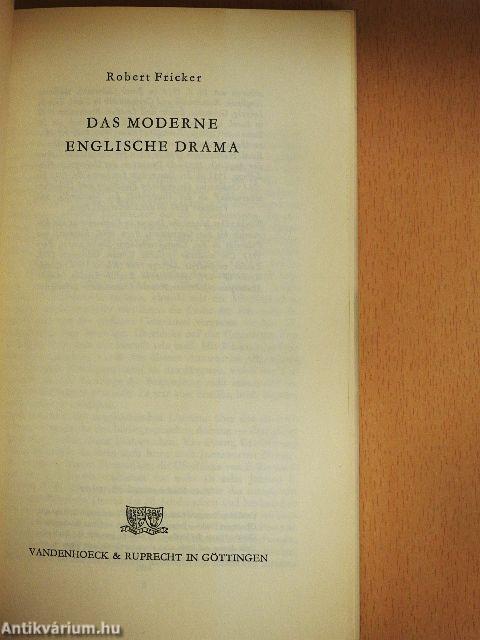 Robert Fricker
DAS MODERNE
ENGLISCHE DRAMA
VANDENHOECK & RUPRECHT IN GÖTTINGEN
Antikvárium.hu